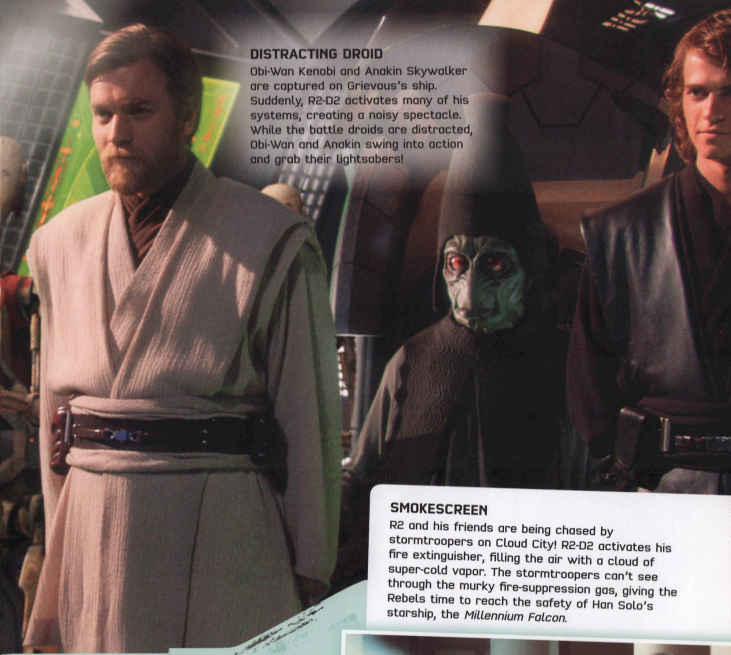 DISTRACTING DROID
Obi-Wan Kenobi and Anakin Skywalker
are captured on Grievous's ship.
Suddenly, R2-D2 activates many of his
systems, creating a noisy spectacle.
While the battle droids are distracted,
Obi-Wan and Anakin swing into action
and grab their lightsabers!
SMOKESCREEN
R2 and his friends are being chased by
stormtroopers on Cloud City! R2-D2 activates his
fire extinguisher, filling the air with a cloud of
super-cold vapor. The stormtroopers can't see
through the murky fire-suppression gas, giving the
Rebels time to reach the safety of Han Solo's
starship, the Millennium Falcon.